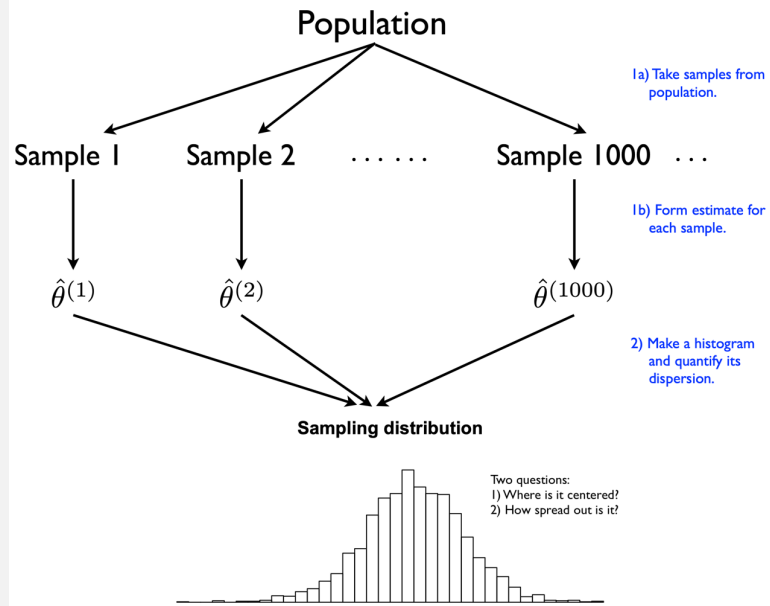 Population
1a) Take samples from
population.
Sample 1
Sample 2
. . . . . .
Sample 1000
. . .
1b) Form estimate for
each sample.
θ̂⁽¹⁾
θ̂⁽²⁾
θ̂⁽¹⁰⁰⁰⁾
2) Make a histogram
and quantify its
dispersion.
Sampling distribution
Two questions:
1) Where is it centered?
2) How spread out is it?